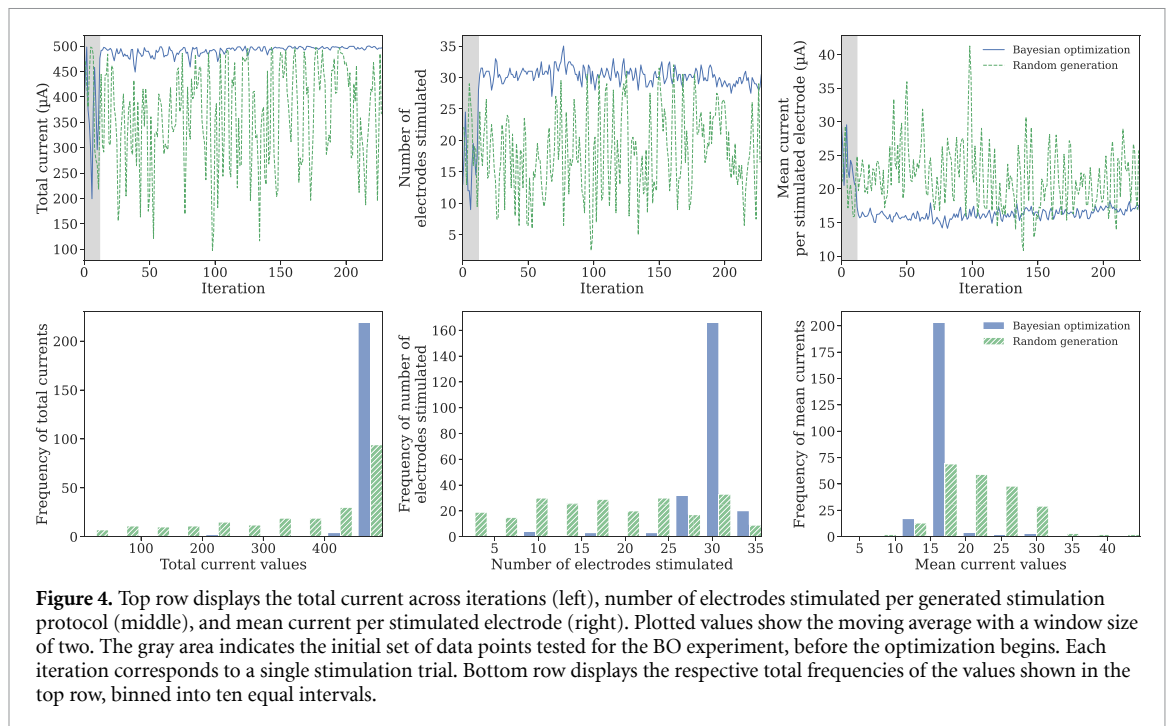 500
450
400
350
300
250
200
150
100
Total current (μA)
0 50 100 150 200
Iteration
35
30
25
20
15
10
5
Number of
electrodes stimulated
0 50 100 150 200
Iteration
40
35
30
25
20
15
10
Mean current
per stimulated electrode (μA)
Bayesian optimization
Random generation
0 50 100 150 200
Iteration
200
150
100
50
0
Frequency of total currents
100 200 300 400
Total current values
160
140
120
100
80
60
40
20
0
Frequency of number of
electrodes stimulated
5 10 15 20 25 30 35
Number of electrodes stimulated
200
175
150
125
100
75
50
25
0
Frequency of mean currents
Bayesian optimization
Random generation
5 10 15 20 25 30 35 40
Mean current values
Figure 4. Top row displays the total current across iterations (left), number of electrodes stimulated per generated stimulation
protocol (middle), and mean current per stimulated electrode (right). Plotted values show the moving average with a window size
of two. The gray area indicates the initial set of data points tested for the BO experiment, before the optimization begins. Each
iteration corresponds to a single stimulation trial. Bottom row displays the respective total frequencies of the values shown in the
top row, binned into ten equal intervals.